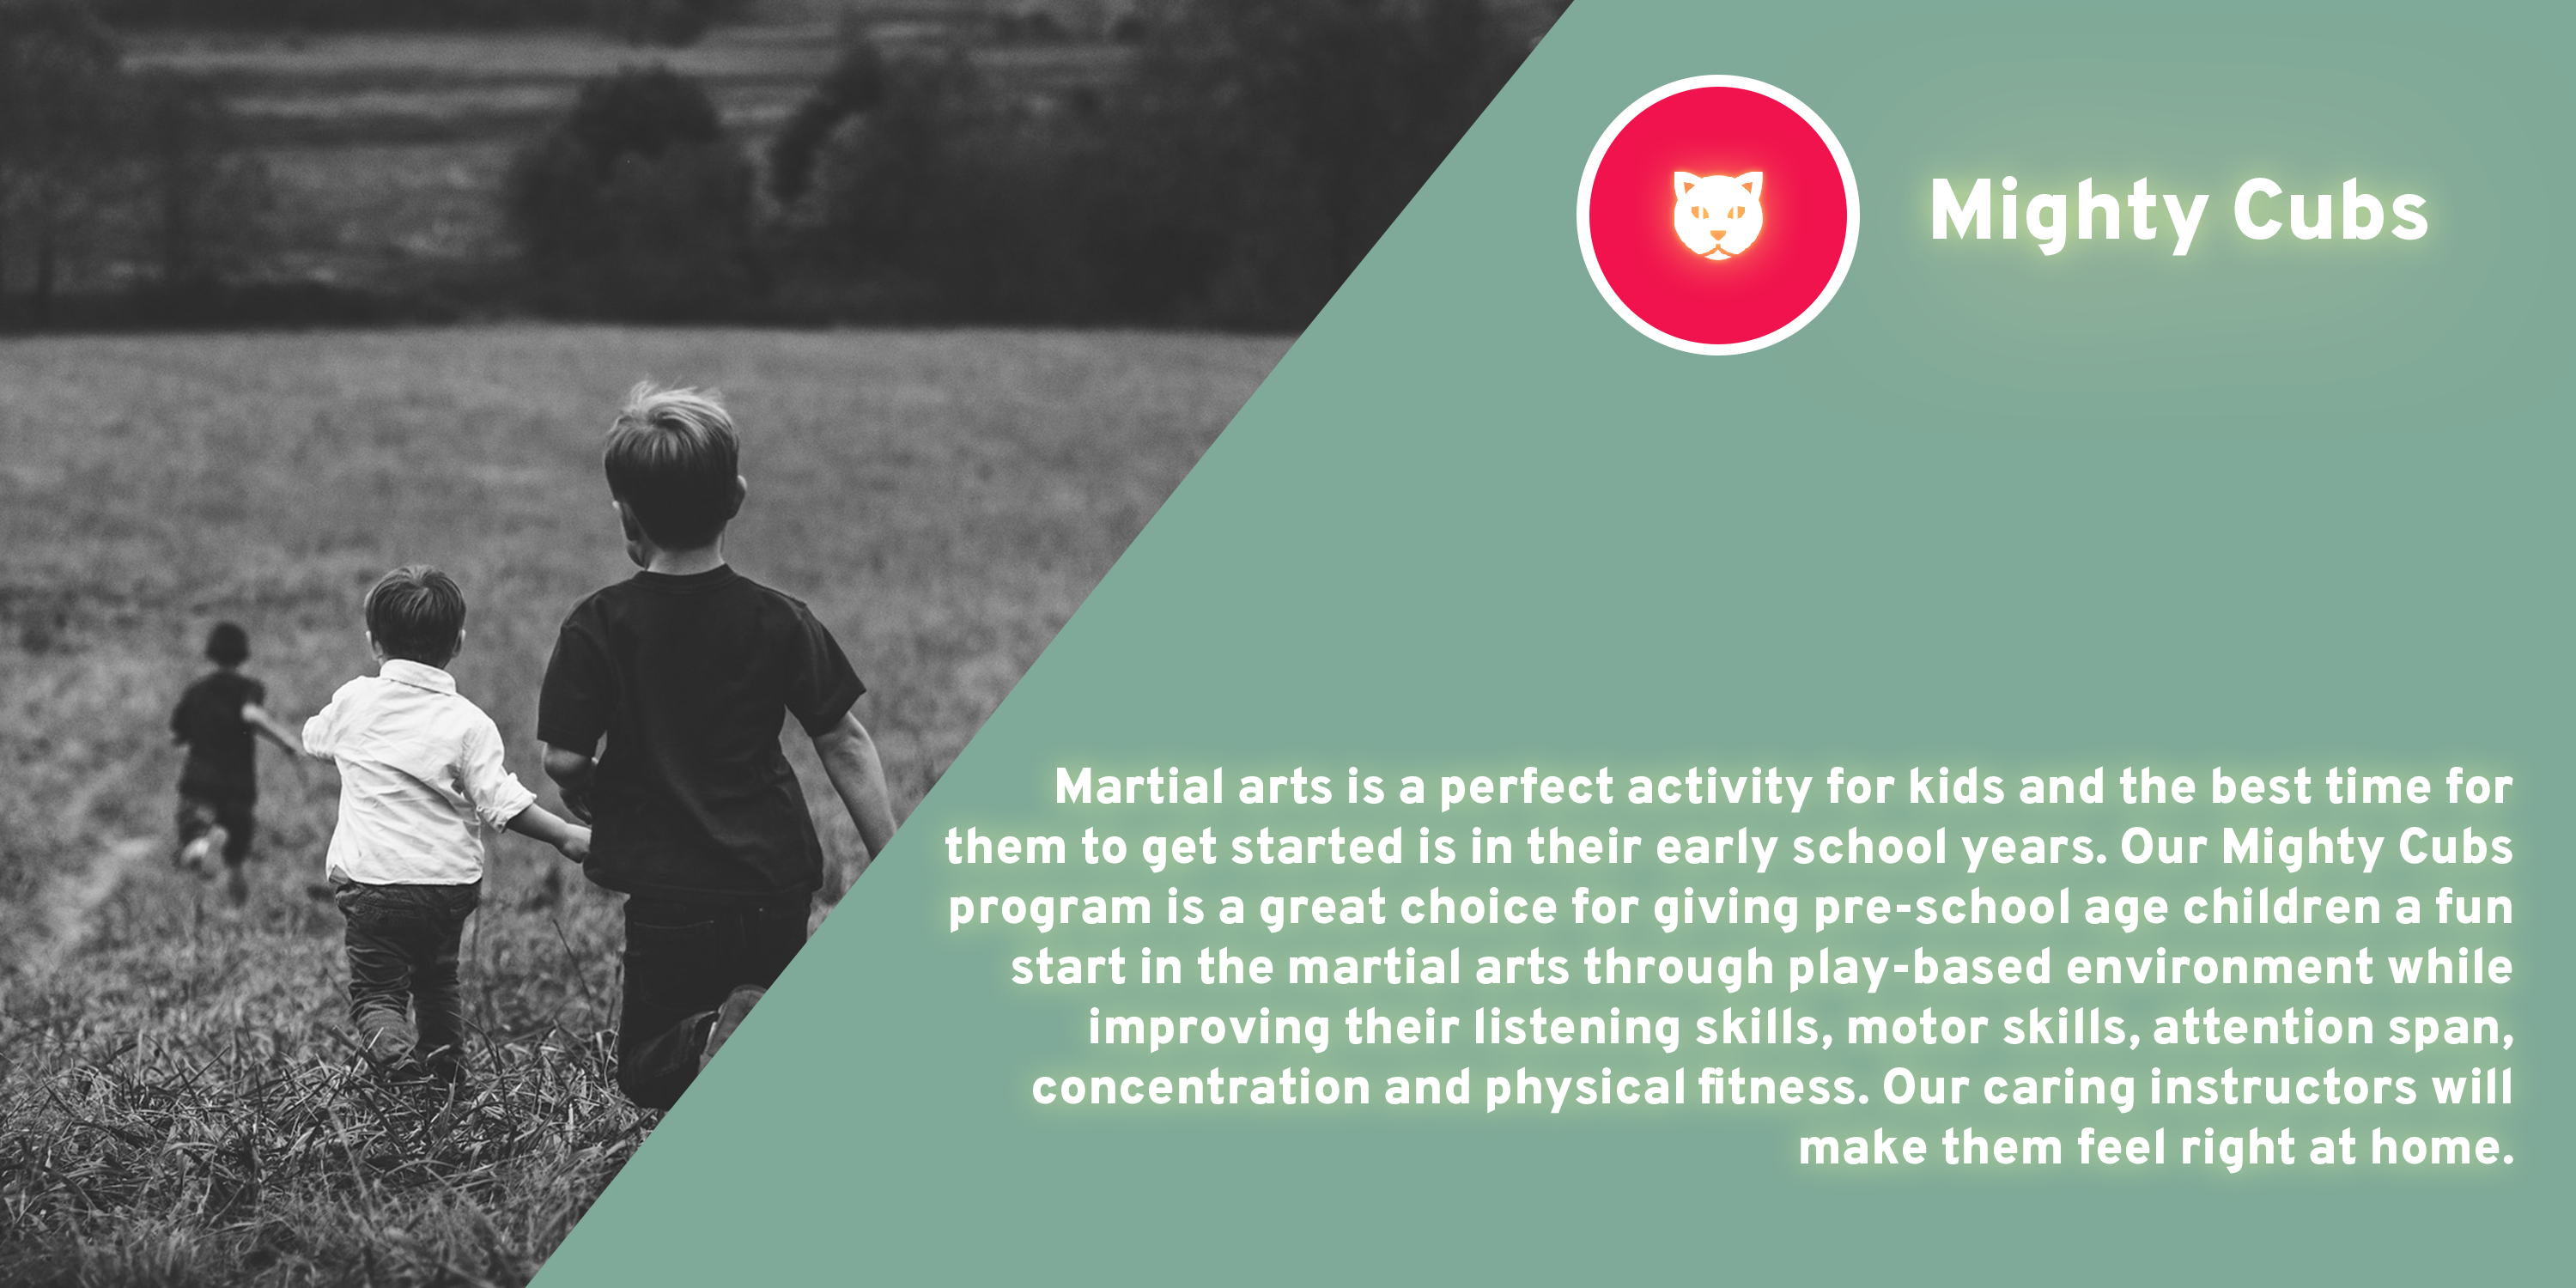 Mighty Cubs
Martial arts is a perfect activity for kids and the best time for
them to get started is in their early school years. Our Mighty Cubs
program is a great choice for giving pre-school age children a fun
start in the martial arts through play-based environment while
improving their listening skills, motor skills, attention span,
concentration and physical fitness. Our caring instructors will
make them feel right at home.